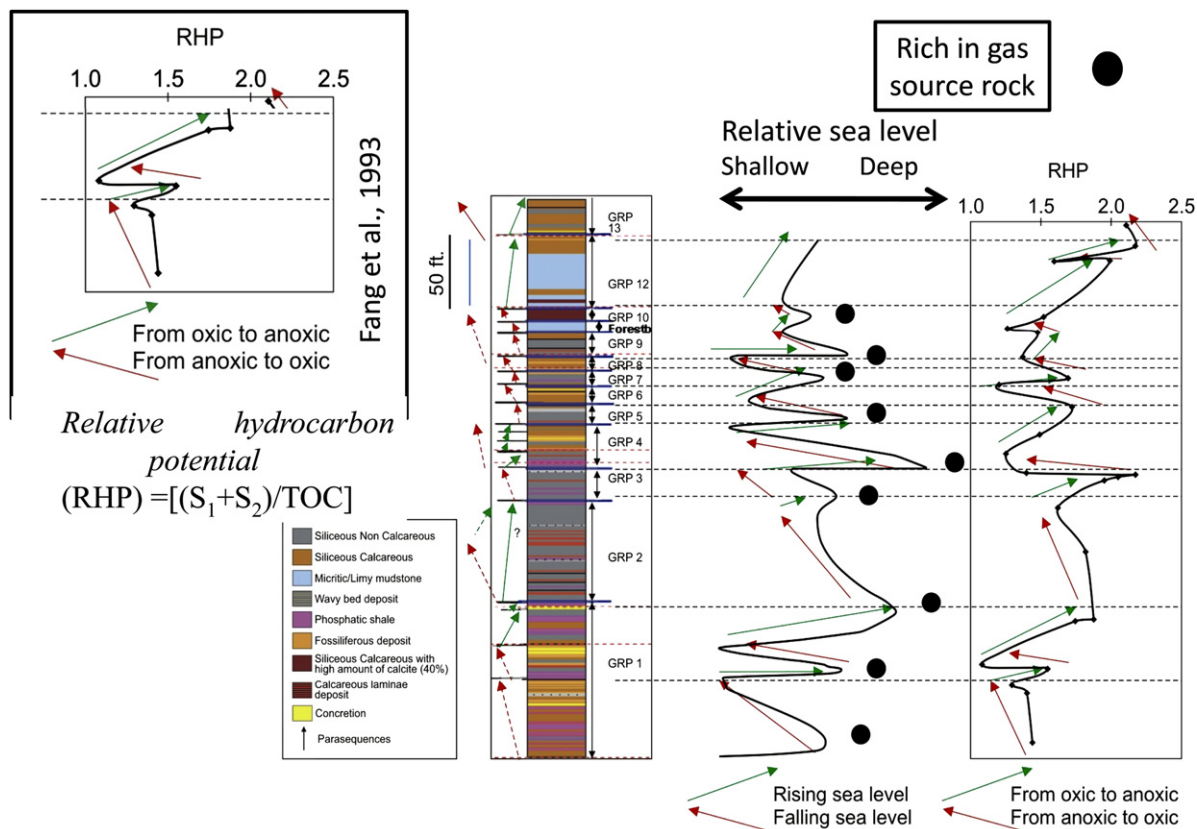 RHP
1.0 1.5 2.0 2.5
Fang et al., 1993
From oxic to anoxic
From anoxic to oxic
Relative hydrocarbon
potential
(RHP) =[(S₁+S₂)/TOC]
Siliceous Non Calcareous
Siliceous Calcareous
Micritic/Limy mudstone
Wavy bed deposit
Phosphatic shale
Fossiliferous deposit
Siliceous Calcareous with
high amount of calcite (40%)
Calcareous laminae
deposit
Concretion
Parasequences
50 ft.
?
GRP
13
GRP 12
GRP 10
Forestb
GRP 9
GRP 8
GRP 7
GRP 6
GRP 5
GRP 4
GRP 3
GRP 2
GRP 1
Rich in gas
source rock
Relative sea level
Shallow Deep
Rising sea level
Falling sea level
RHP
1.0 1.5 2.0 2.5
From oxic to anoxic
From anoxic to oxic